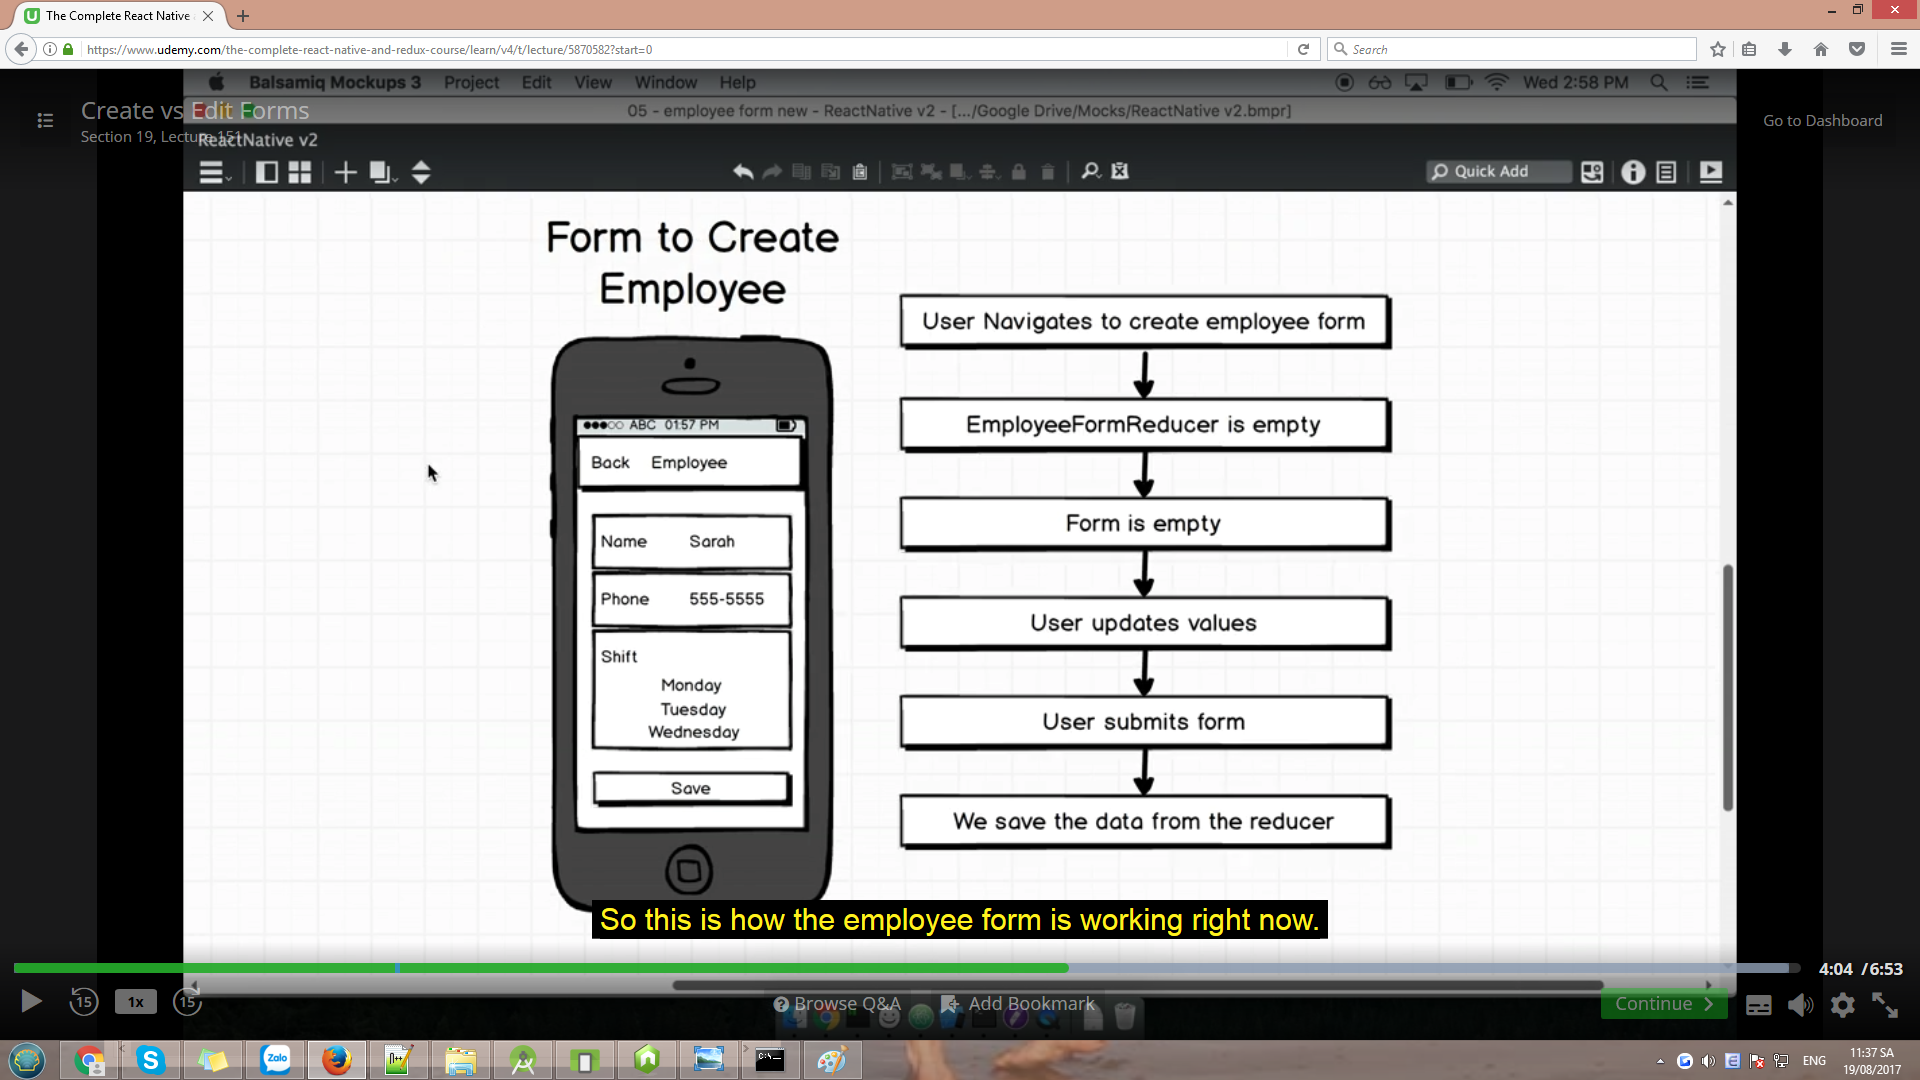 The Complete React Native
https://www.udemy.com/the-complete-react-native-and-redux-course/learn/v4/t/lecture/5870582?start=0
Search
Balsamiq Mockups 3 Project Edit View Window Help
Wed 2:58 PM
Create vs Edit Forms
Section 19, Lecture 151
05 - employee form new - ReactNative v2 - [.../Google Drive/Mocks/ReactNative v2.bmpr]
Go to Dashboard
ReactNative v2
Quick Add
Form to Create
Employee
ABC 01:57 PM
Back Employee
Name Sarah
Phone 555-5555
Shift
Monday
Tuesday
Wednesday
Save
User Navigates to create employee form
EmployeeFormReducer is empty
Form is empty
User updates values
User submits form
We save the data from the reducer
So this is how the employee form is working right now.
4:04 / 6:53
15 1x 15
Browse Q&A Add Bookmark
Continue
Zalo
ENG
11:37 SA
19/08/2017